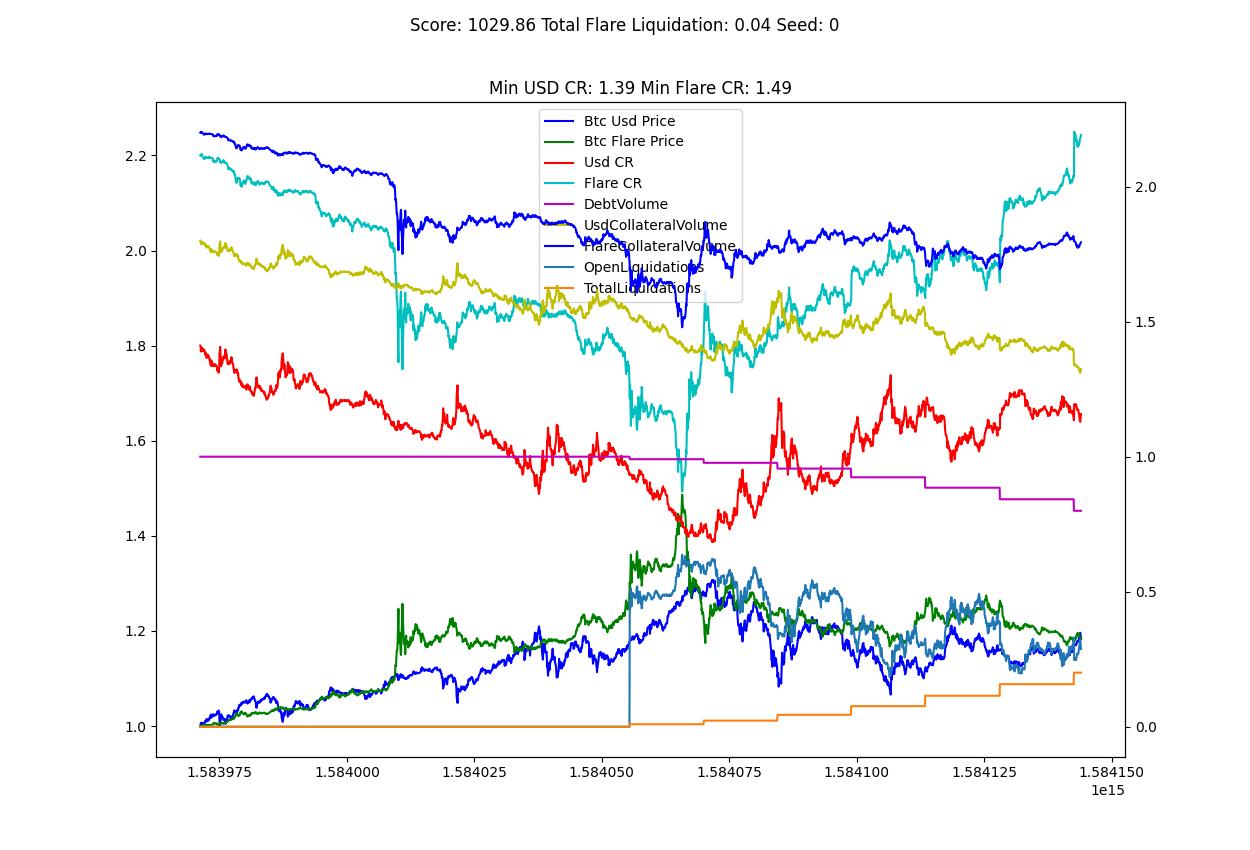 Score: 1029.86 Total Flare Liquidation: 0.04 Seed: 0
Min USD CR: 1.39 Min Flare CR: 1.49
Btc Usd Price
Btc Flare Price
Usd CR
Flare CR
DebtVolume
UsdCollateralVolume
FlareCollateralVolume
OpenLiquidations
TotalLiquidations
2.2
2.0
1.8
1.6
1.4
1.2
1.0
2.0
1.5
1.0
0.5
0.0
1.583975 1.584000 1.584025 1.584050 1.584075 1.584100 1.584125 1.584150
1e15